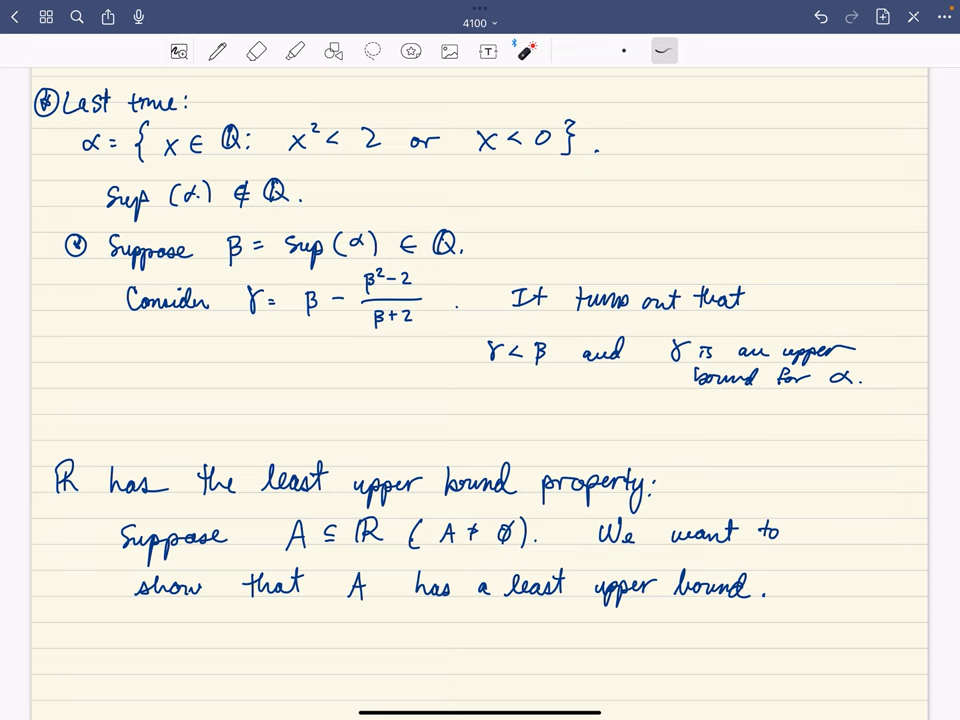 4100
Last time:
α = { x ∈ ℚ: x² < 2 or x < 0 }.
Sup (α) ∉ ℚ.
Suppose β = sup (α) ∈ ℚ.
Consider γ = β − (β² − 2)/(β + 2). It turns out that
γ < β and γ is an upper
bound for α.
ℝ has the least upper bound property:
Suppose A ⊆ ℝ ( A ≠ ∅). We want to
show that A has a least upper bound.